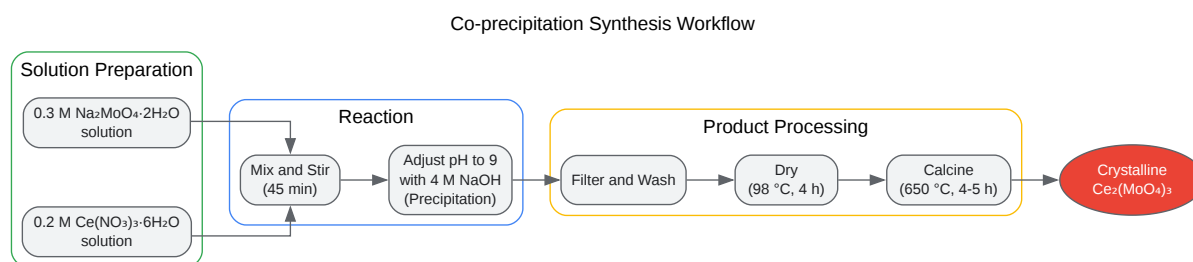 Co-precipitation Synthesis Workflow
Solution Preparation
0.3 M Na₂MoO₄·2H₂O
solution
0.2 M Ce(NO₃)₃·6H₂O
solution
Reaction
Mix and Stir
(45 min)
Adjust pH to 9
with 4 M NaOH
(Precipitation)
Product Processing
Filter and Wash
Dry
(98 °C, 4 h)
Calcine
(650 °C, 4-5 h)
Crystalline
Ce₂(MoO₄)₃